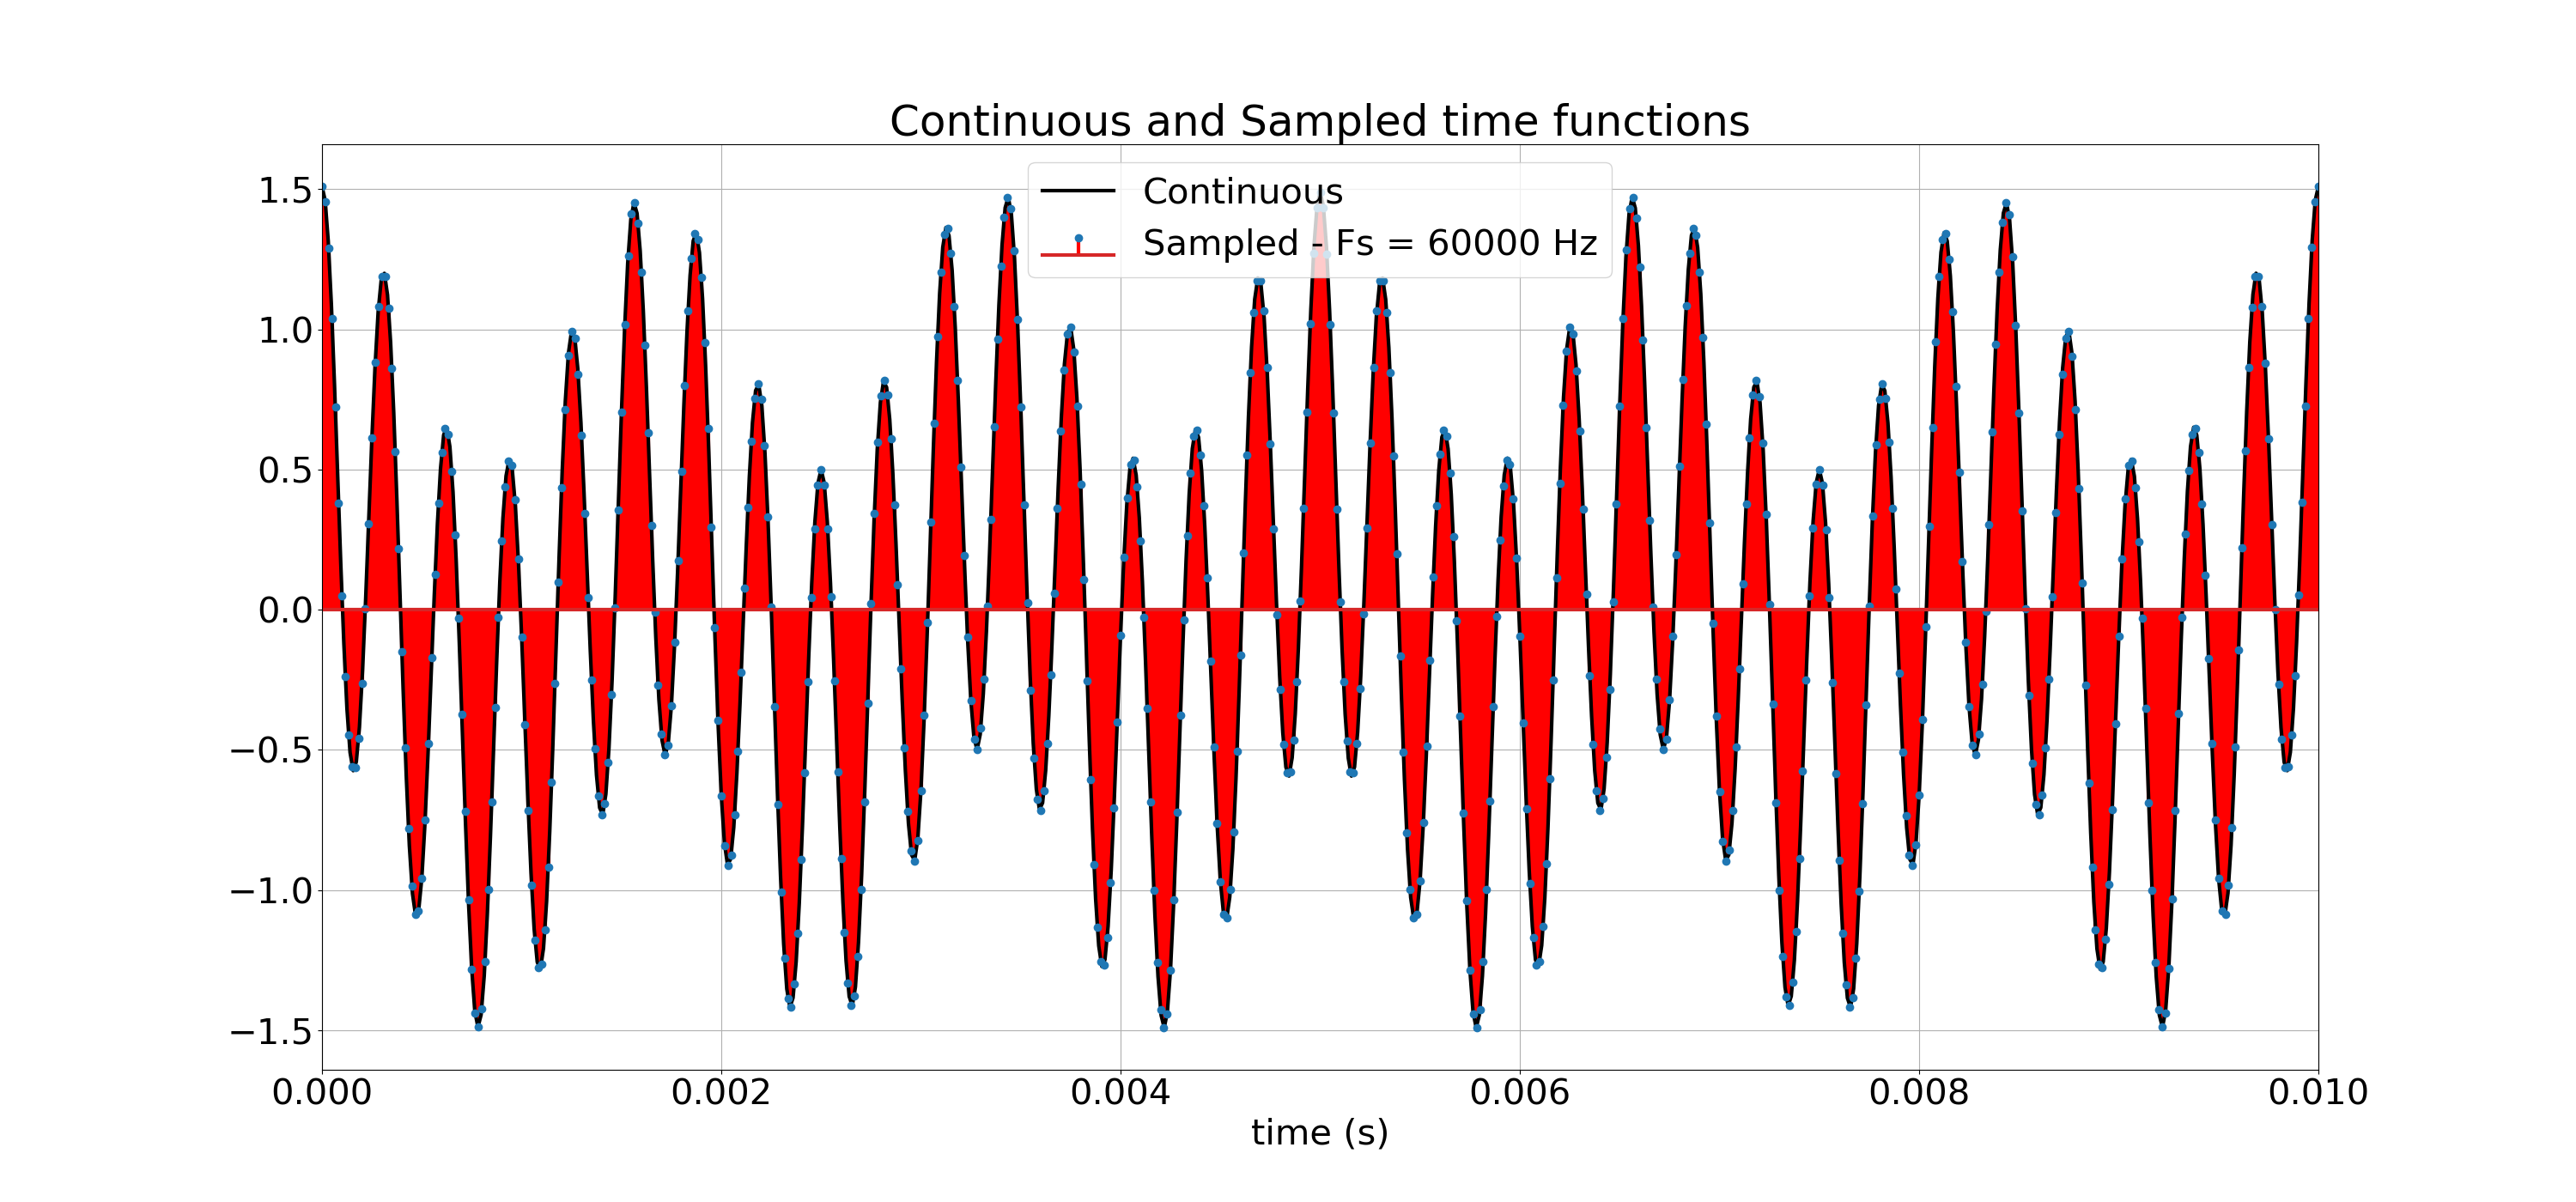 Continuous and Sampled time functions
Continuous
Sampled - Fs = 60000 Hz
1.5
1.0
0.5
0.0
−0.5
−1.0
−1.5
0.000 0.002 0.004 0.006 0.008 0.010
time (s)